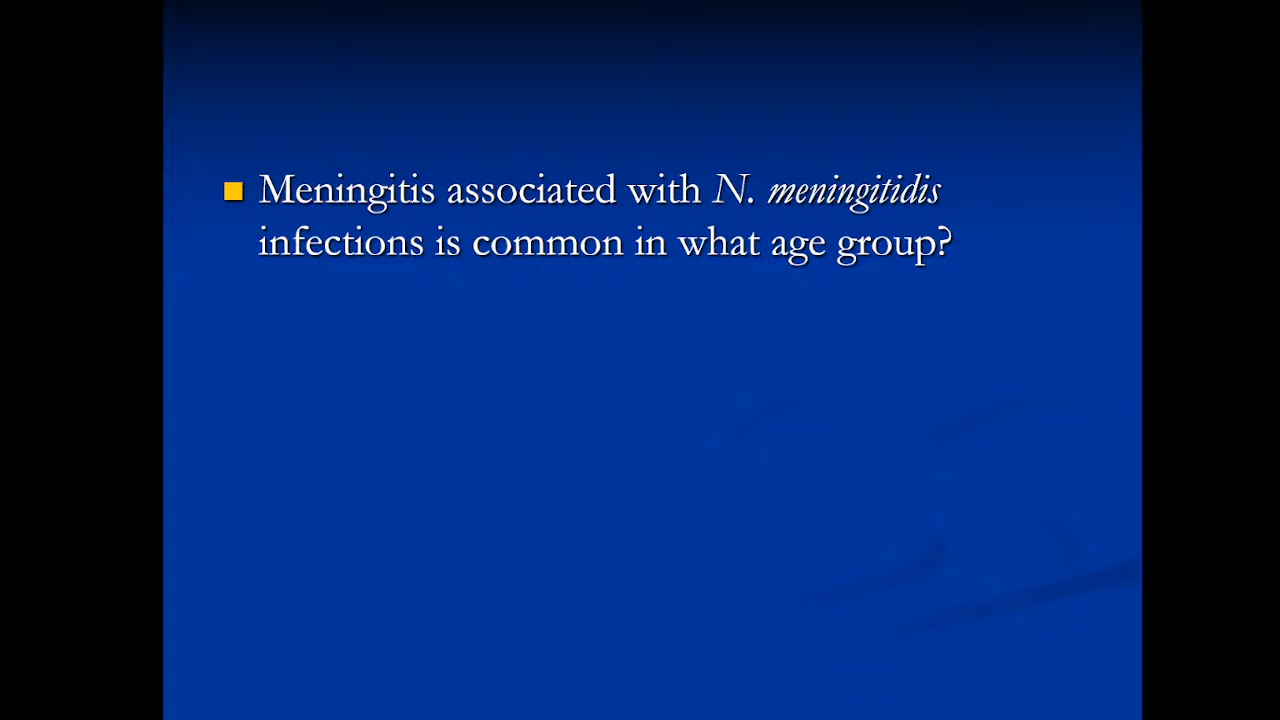 Meningitis associated with N. meningitidis
infections is common in what age group?